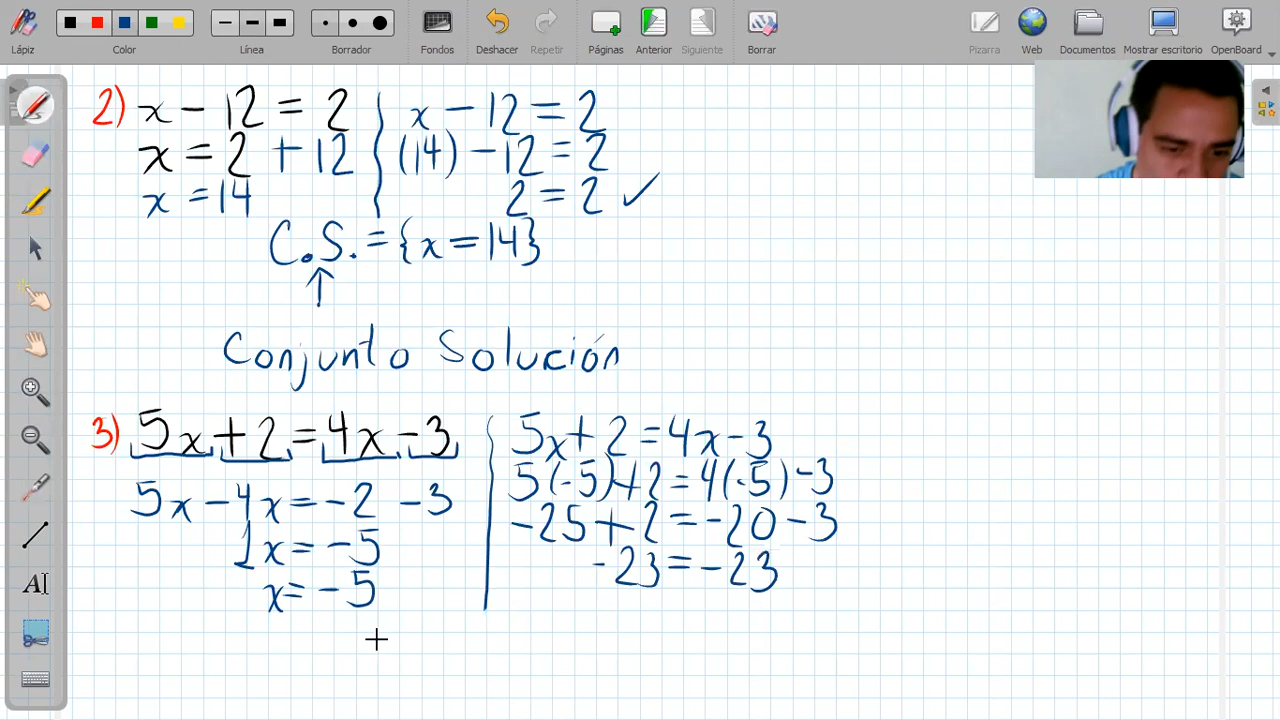 Lápiz Color Línea Borrador Fondos Deshacer Repetir Páginas Anterior Siguiente Borrar Pizarra Web Documentos Mostrar escritorio OpenBoard
2) x - 12 = 2
x = 2 + 12
x = 14
x - 12 = 2
(14) - 12 = 2
2 = 2 ✓
C.S. = {x = 14}
↑
Conjunto Solución
3) 5x + 2 = 4x - 3
5x - 4x = -2 - 3
1x = -5
x = -5
5x + 2 = 4x - 3
5(-5) + 2 = 4(-5) - 3
-25 + 2 = -20 - 3
-23 = -23
A